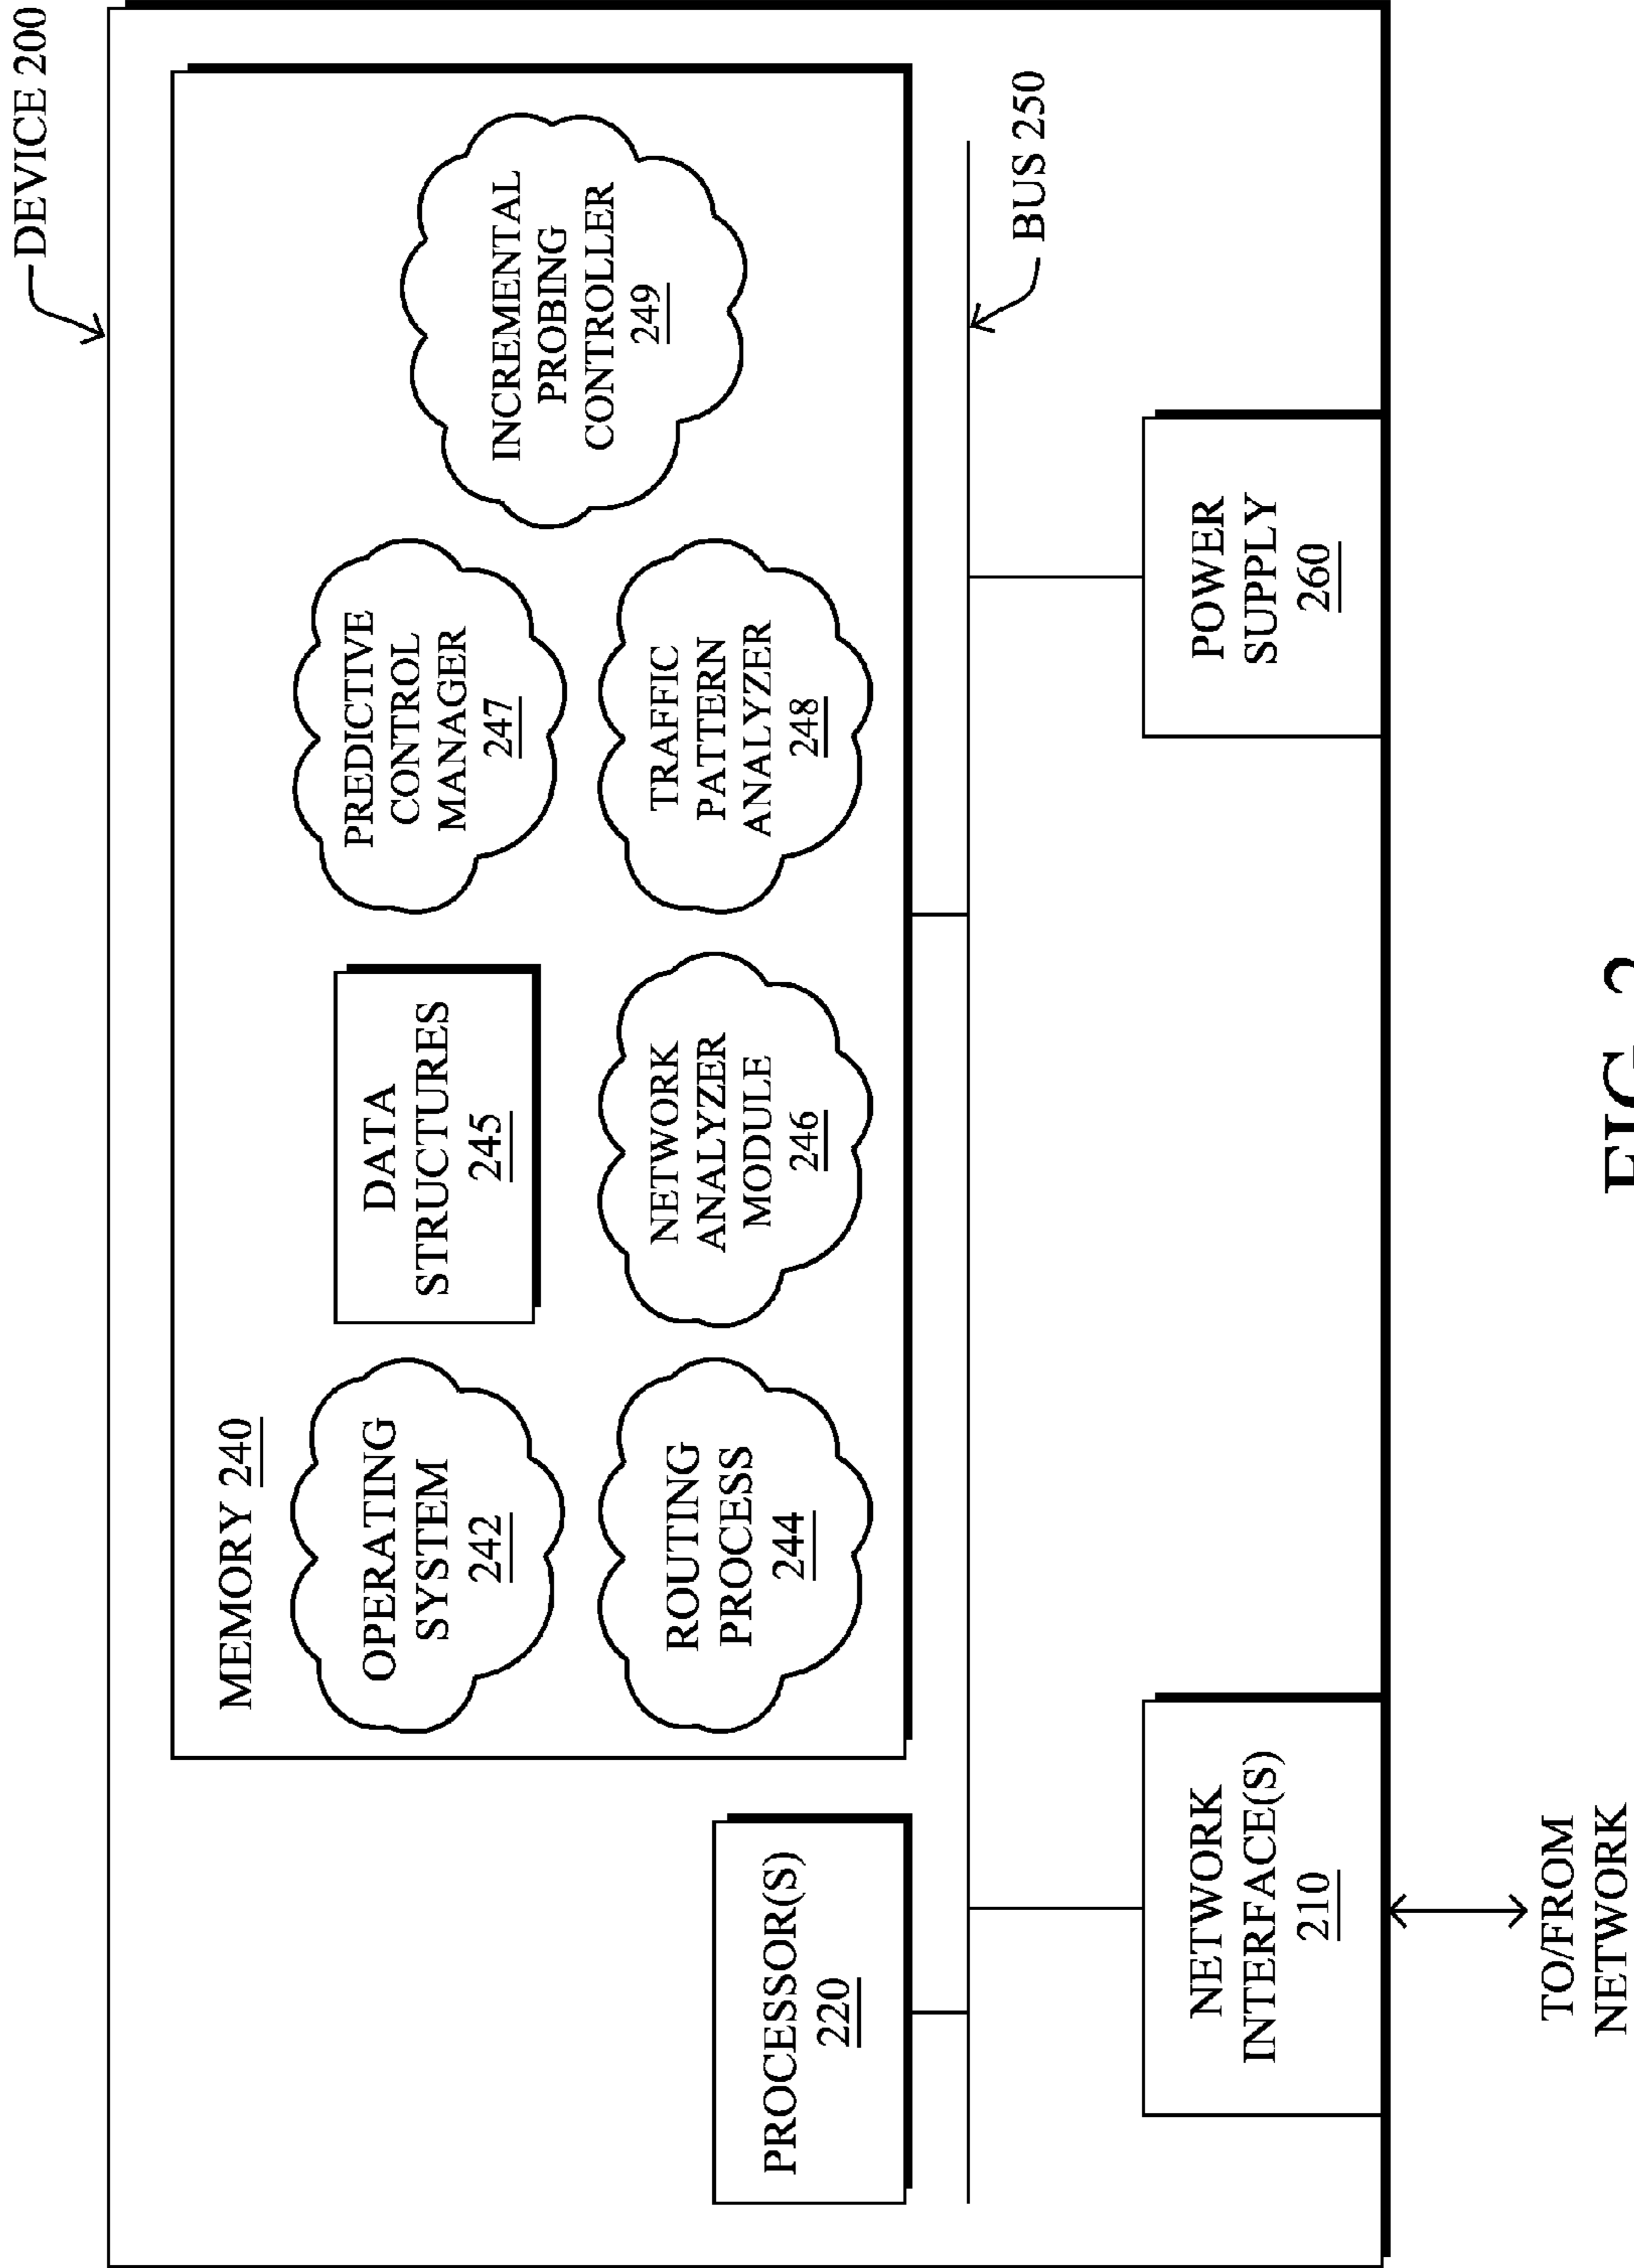 DEVICE 200
MEMORY 240
OPERATING
SYSTEM
242
DATA
STRUCTURES
245
PREDICTIVE
CONTROL
MANAGER
247
INCREMENTAL
PROBING
CONTROLLER
249
ROUTING
PROCESS
244
NETWORK
ANALYZER
MODULE
246
TRAFFIC
PATTERN
ANALYZER
248
PROCESSOR(S)
220
BUS 250
NETWORK
INTERFACE(S)
210
POWER
SUPPLY
260
TO/FROM
NETWORK
FIG. 2